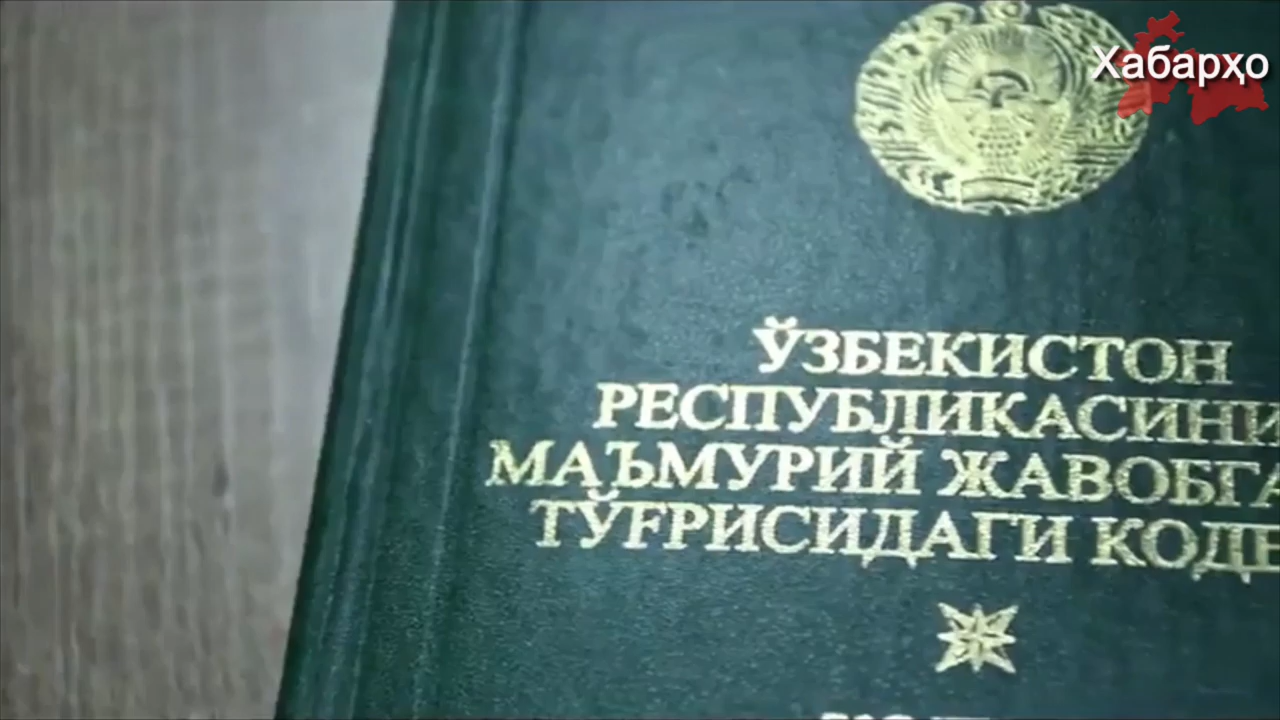 Хабарҳо
ЎЗБЕКИСТОН
РЕСПУБЛИКАСИНИ
МАЪМУРИЙ ЖАВОБГА
ТЎҒРИСИДАГИ КОДЕ